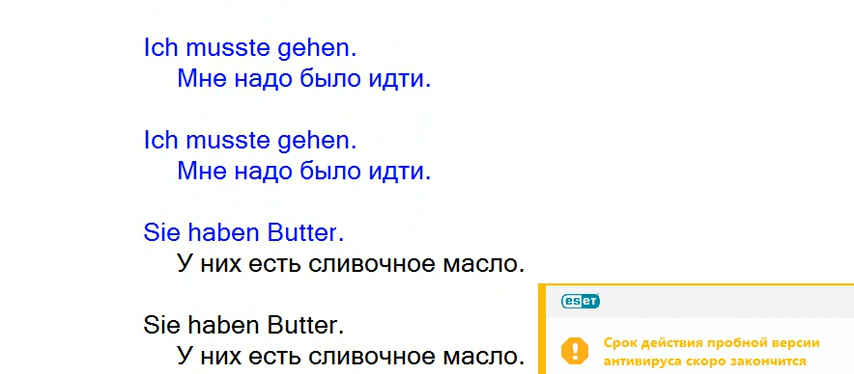 Ich musste gehen.
Мне надо было идти.
Ich musste gehen.
Мне надо было идти.
Sie haben Butter.
У них есть сливочное масло.
Sie haben Butter.
У них есть сливочное масло.
eset
Срок действия пробной версии
антивируса скоро закончится